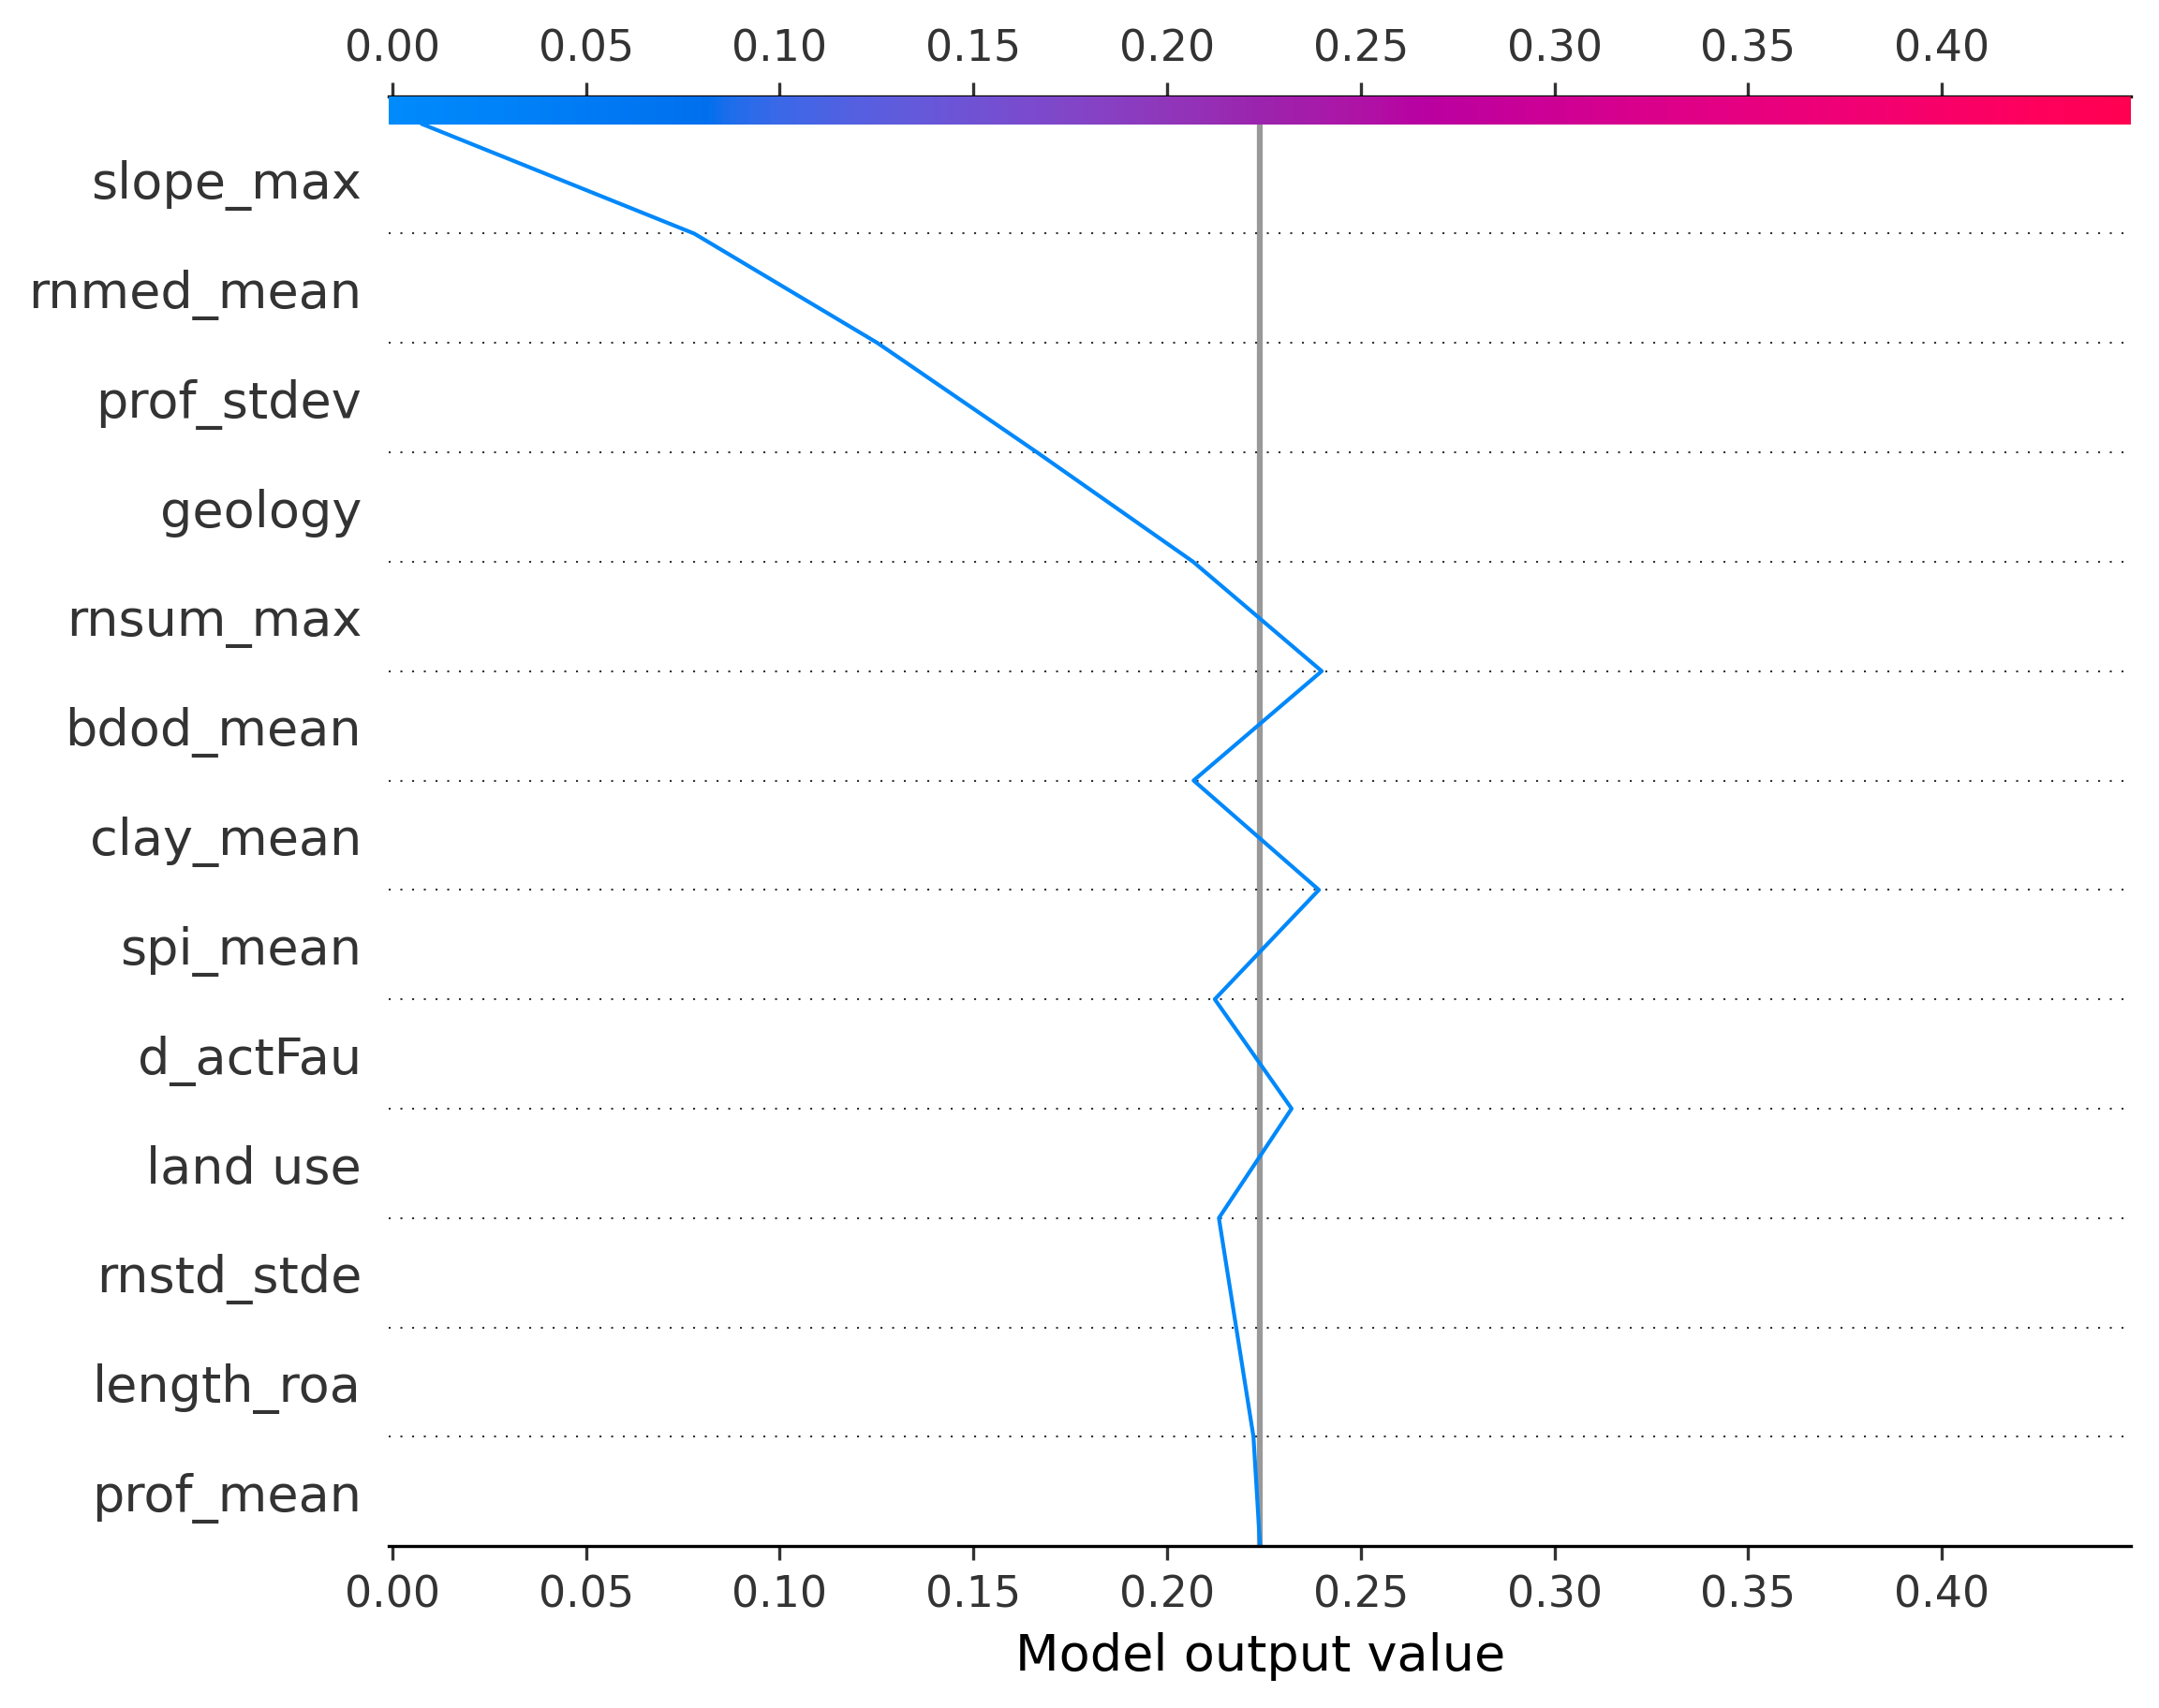 0.00 0.05 0.10 0.15 0.20 0.25 0.30 0.35 0.40
slope_max
rnmed_mean
prof_stdev
geology
rnsum_max
bdod_mean
clay_mean
spi_mean
d_actFau
land use
rnstd_stde
length_roa
prof_mean
0.00 0.05 0.10 0.15 0.20 0.25 0.30 0.35 0.40
Model output value